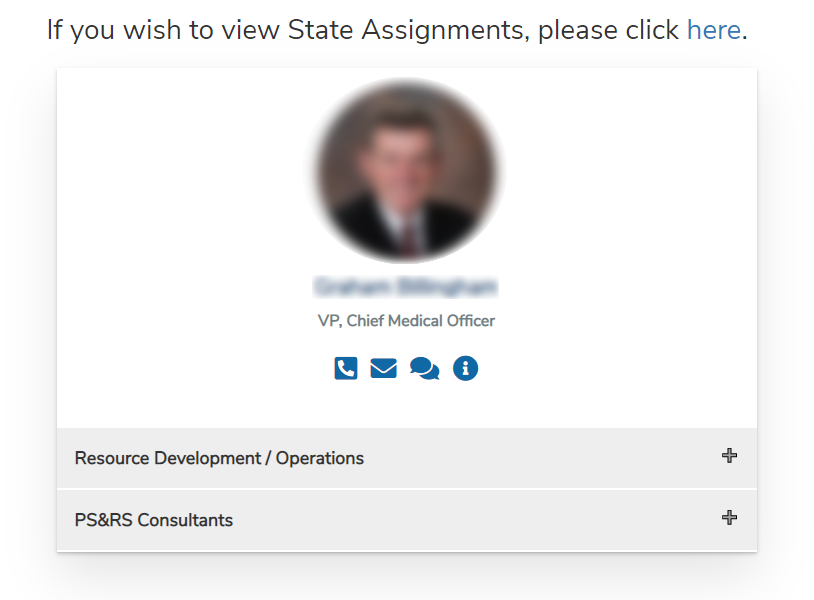 If you wish to view State Assignments, please click here.
VP, Chief Medical Officer
Resource Development / Operations
PS&RS Consultants